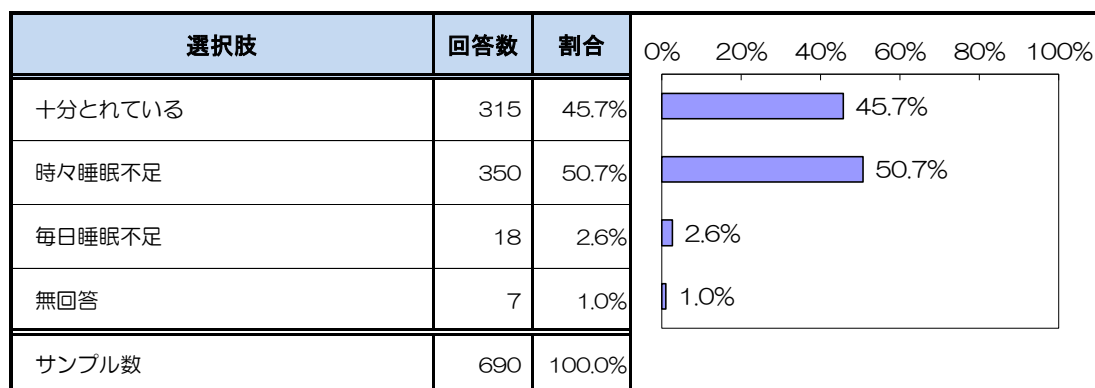 選択肢 回答数 割合
十分とれている 315 45.7%
時々睡眠不足 350 50.7%
毎日睡眠不足 18 2.6%
無回答 7 1.0%
サンプル数 690 100.0%
0% 20% 40% 60% 80% 100%
45.7%
50.7%
2.6%
1.0%